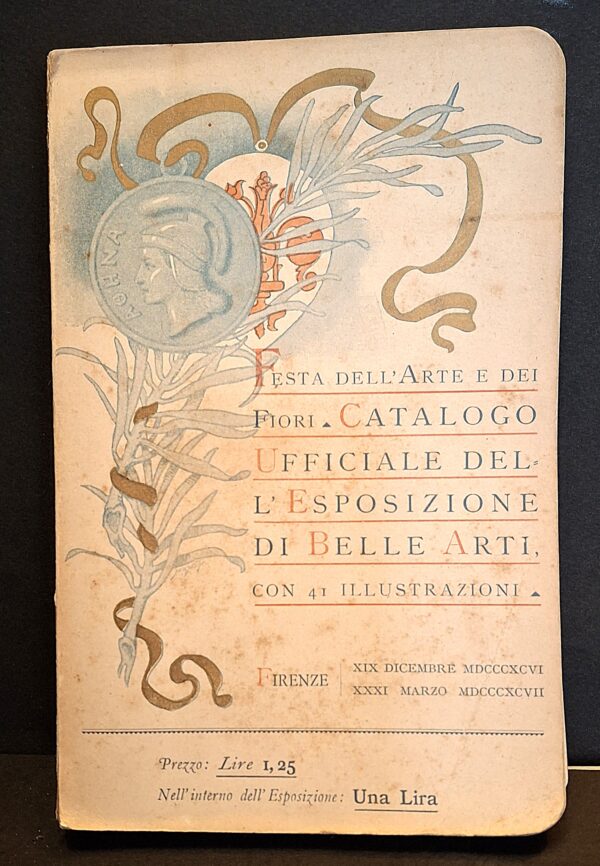 ΑΘΗΝΑ
FESTA DELL'ARTE E DEI
FIORI ▴ CATALOGO
UFFICIALE DEL=
L'ESPOSIZIONE
DI BELLE ARTI,
CON 41 ILLUSTRAZIONI ▴
FIRENZE
XIX DICEMBRE MDCCCXCVI
XXXI MARZO MDCCCXCVII
Prezzo: Lire 1,25
Nell'interno dell'Esposizione: Una Lira